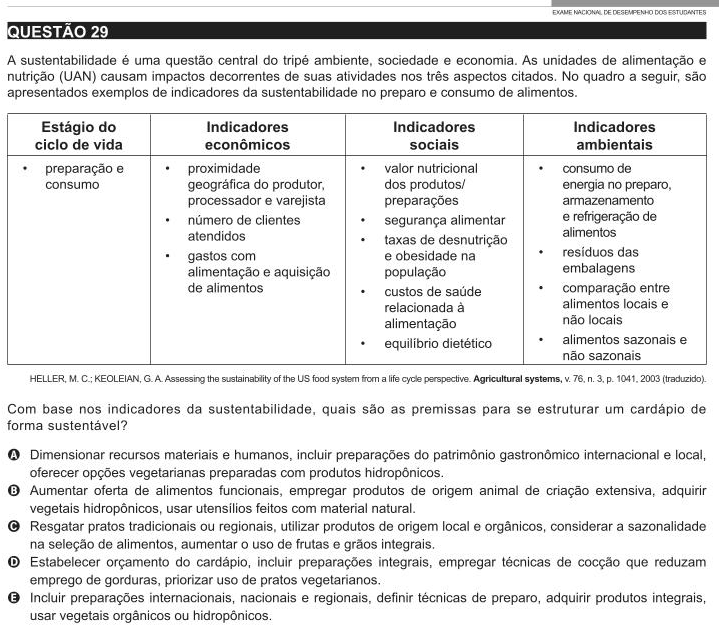 EXAME NACIONAL DE DESEMPENHO DOS ESTUDANTES
QUESTÃO 29
A sustentabilidade é uma questão central do tripé ambiente, sociedade e economia. As unidades de alimentação e
nutrição (UAN) causam impactos decorrentes de suas atividades nos três aspectos citados. No quadro a seguir, são
apresentados exemplos de indicadores da sustentabilidade no preparo e consumo de alimentos.
Estágio do
ciclo de vida
Indicadores
econômicos
Indicadores
sociais
Indicadores
ambientais
• preparação e
consumo
• proximidade
geográfica do produtor,
processador e varejista
• número de clientes
atendidos
• gastos com
alimentação e aquisição
de alimentos
• valor nutricional
dos produtos/
preparações
• segurança alimentar
• taxas de desnutrição
e obesidade na
população
• custos de saúde
relacionada à
alimentação
• equilíbrio dietético
• consumo de
energia no preparo,
armazenamento
e refrigeração de
alimentos
• resíduos das
embalagens
• comparação entre
alimentos locais e
não locais
• alimentos sazonais e
não sazonais
HELLER, M. C.; KEOLEIAN, G. A. Assessing the sustainability of the US food system from a life cycle perspective. Agricultural systems, v. 76, n. 3, p. 1041, 2003 (traduzido).
Com base nos indicadores da sustentabilidade, quais são as premissas para se estruturar um cardápio de
forma sustentável?
A Dimensionar recursos materiais e humanos, incluir preparações do patrimônio gastronômico internacional e local,
oferecer opções vegetarianas preparadas com produtos hidropônicos.
B Aumentar oferta de alimentos funcionais, empregar produtos de origem animal de criação extensiva, adquirir
vegetais hidropônicos, usar utensílios feitos com material natural.
C Resgatar pratos tradicionais ou regionais, utilizar produtos de origem local e orgânicos, considerar a sazonalidade
na seleção de alimentos, aumentar o uso de frutas e grãos integrais.
D Estabelecer orçamento do cardápio, incluir preparações integrais, empregar técnicas de cocção que reduzam
emprego de gorduras, priorizar uso de pratos vegetarianos.
E Incluir preparações internacionais, nacionais e regionais, definir técnicas de preparo, adquirir produtos integrais,
usar vegetais orgânicos ou hidropônicos.